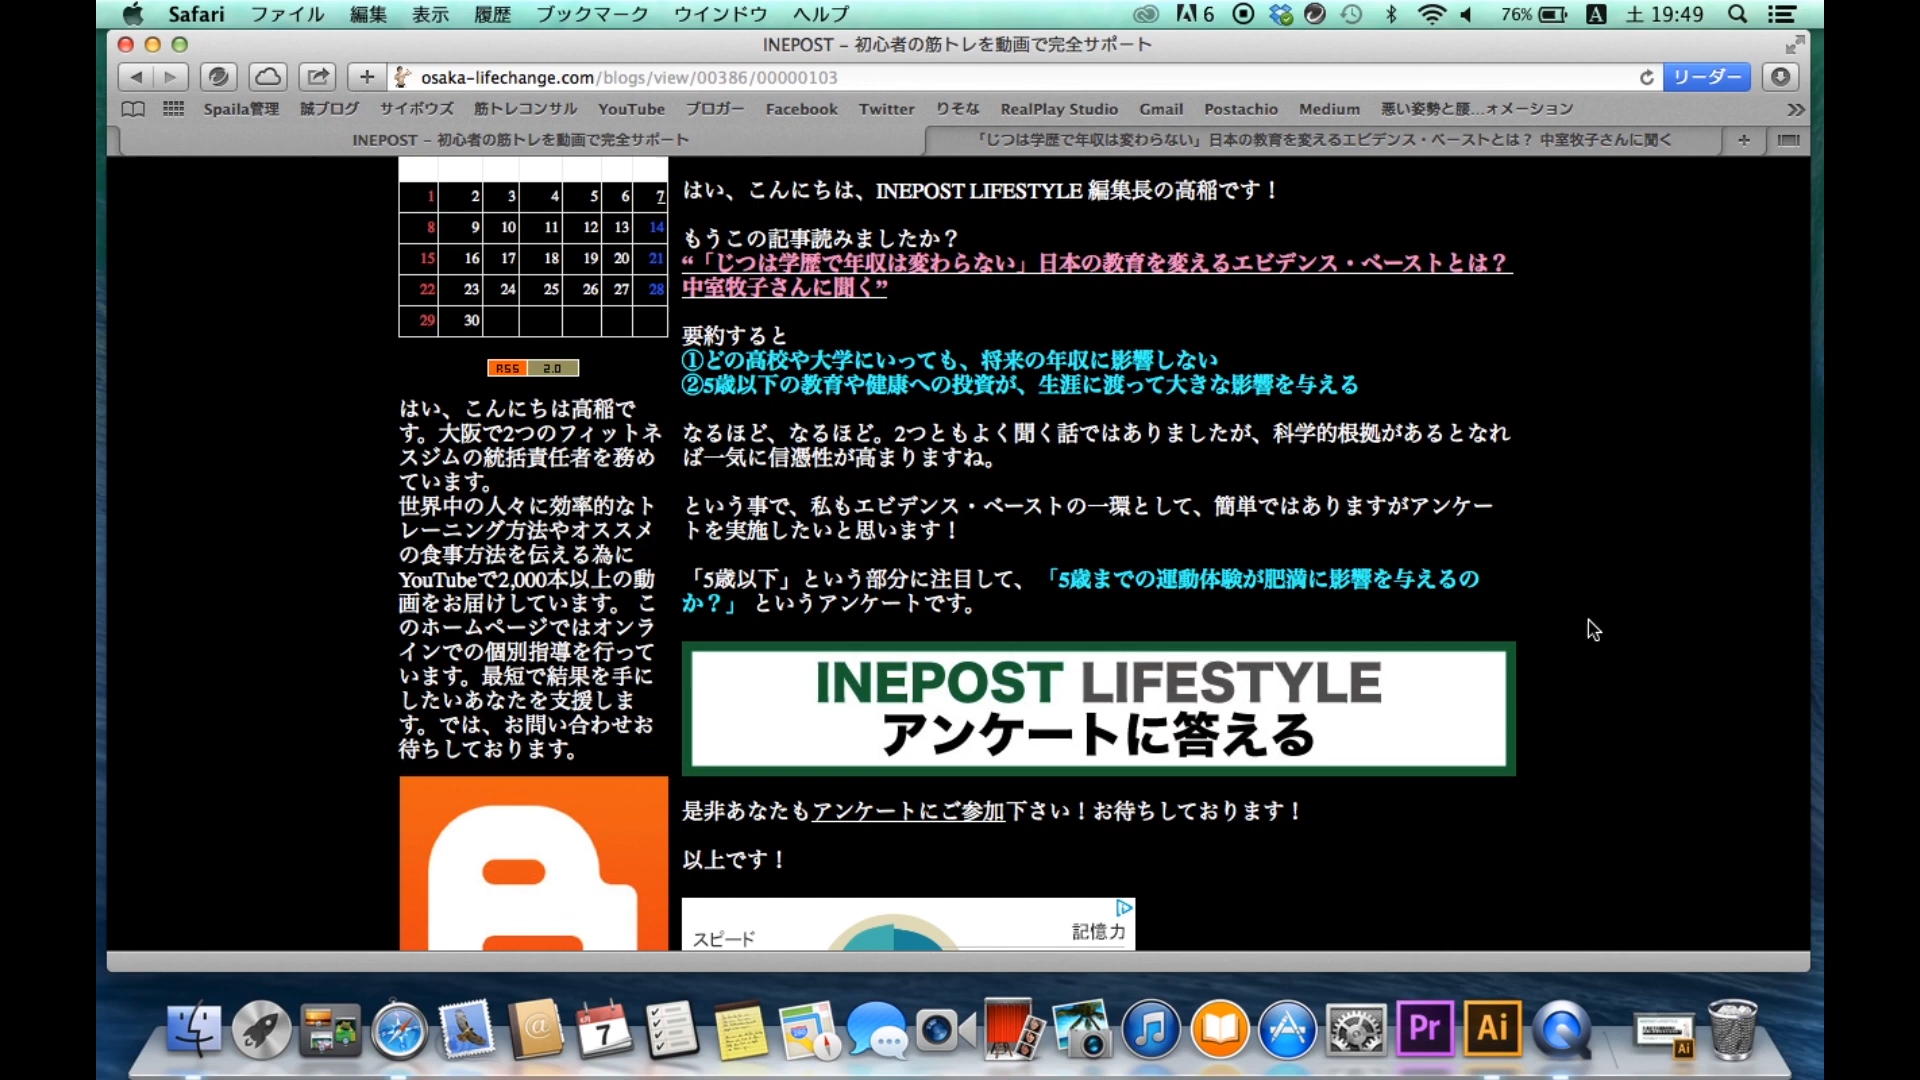 Safari ファイル 編集 表示 履歴 ブックマーク ウインドウ ヘルプ 6 76% A 土 19:49
INEPOST – 初心者の筋トレを動画で完全サポート
osaka-lifechange.com/blogs/view/00386/00000103 リーダー
Spaila管理 誠ブログ サイボウズ 筋トレコンサル YouTube ブロガー Facebook Twitter りそな RealPlay Studio Gmail Postachio Medium 悪い姿勢と腰…ォメーション
INEPOST – 初心者の筋トレを動画で完全サポート
「じつは学歴で年収は変わらない」日本の教育を変えるエビデンス・ベーストとは？ 中室牧子さんに聞く
1 2 3 4 5 6 7
8 9 10 11 12 13 14
15 16 17 18 19 20 21
22 23 24 25 26 27 28
29 30
RSS 2.0
はい、こんにちは高稲で
す。大阪で2つのフィットネ
スジムの統括責任者を務め
ています。
世界中の人々に効率的なト
レーニング方法やオススメ
の食事方法を伝える為に
YouTubeで2,000本以上の動
画をお届けしています。 こ
のホームページではオンラ
インでの個別指導を行って
います。最短で結果を手に
したいあなたを支援しま
す。では、お問い合わせお
待ちしております。
はい、こんにちは、INEPOST LIFESTYLE 編集長の高稲です！
もうこの記事読みましたか？
“「じつは学歴で年収は変わらない」日本の教育を変えるエビデンス・ベーストとは？
中室牧子さんに聞く”
要約すると
①どの高校や大学にいっても、将来の年収に影響しない
②5歳以下の教育や健康への投資が、生涯に渡って大きな影響を与える
なるほど、なるほど。2つともよく聞く話ではありましたが、科学的根拠があるとなれ
ば一気に信憑性が高まりますね。
という事で、私もエビデンス・ベーストの一環として、簡単ではありますがアンケー
トを実施したいと思います！
「5歳以下」という部分に注目して、「5歳までの運動体験が肥満に影響を与えるの
か？」 というアンケートです。
INEPOST LIFESTYLE
アンケートに答える
是非あなたもアンケートにご参加下さい！お待ちしております！
以上です！
スピード 記憶力
7
Pr Ai
Ai